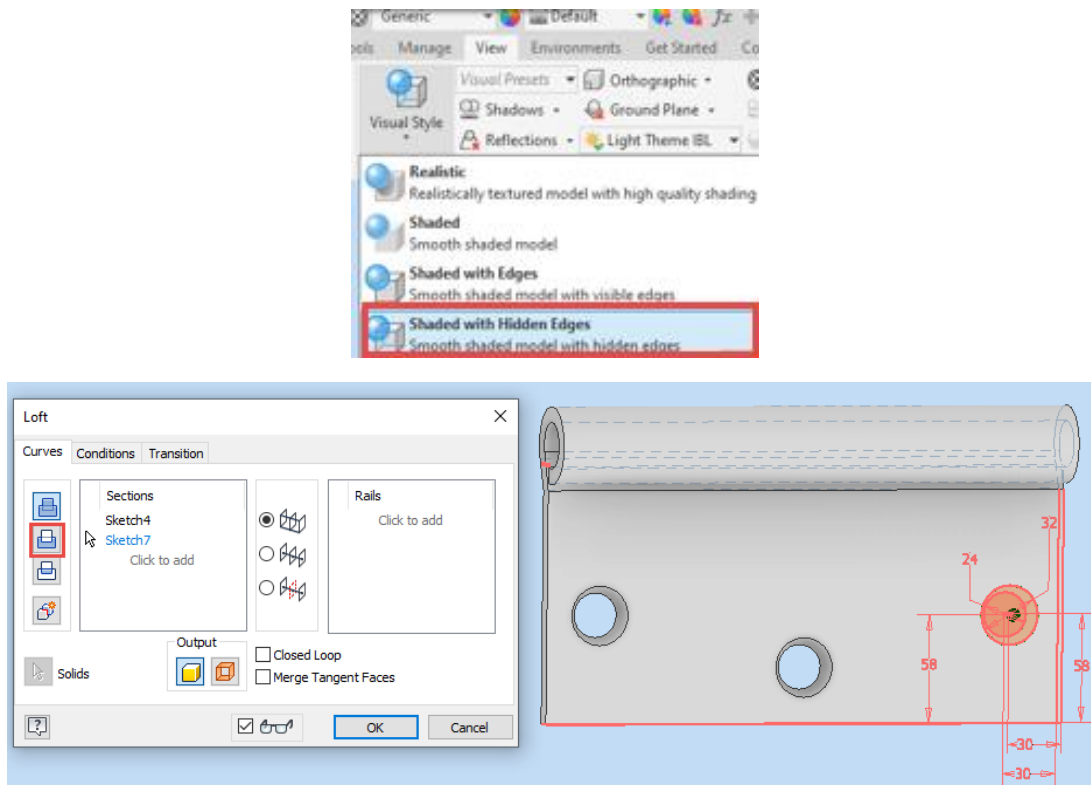 Generic Default fx
ools Manage View Environments Get Started Co
Visual Style
Visual Presets Orthographic
Shadows Ground Plane
Reflections Light Theme IBL
Realistic
Realistically textured model with high quality shading
Shaded
Smooth shaded model
Shaded with Edges
Smooth shaded model with visible edges
Shaded with Hidden Edges
Smooth shaded model with hidden edges
Loft
Curves Conditions Transition
Sections
Sketch4
Sketch7
Click to add
Rails
Click to add
Solids
Output
Closed Loop
Merge Tangent Faces
?
OK Cancel
32
24
58
58
30
30